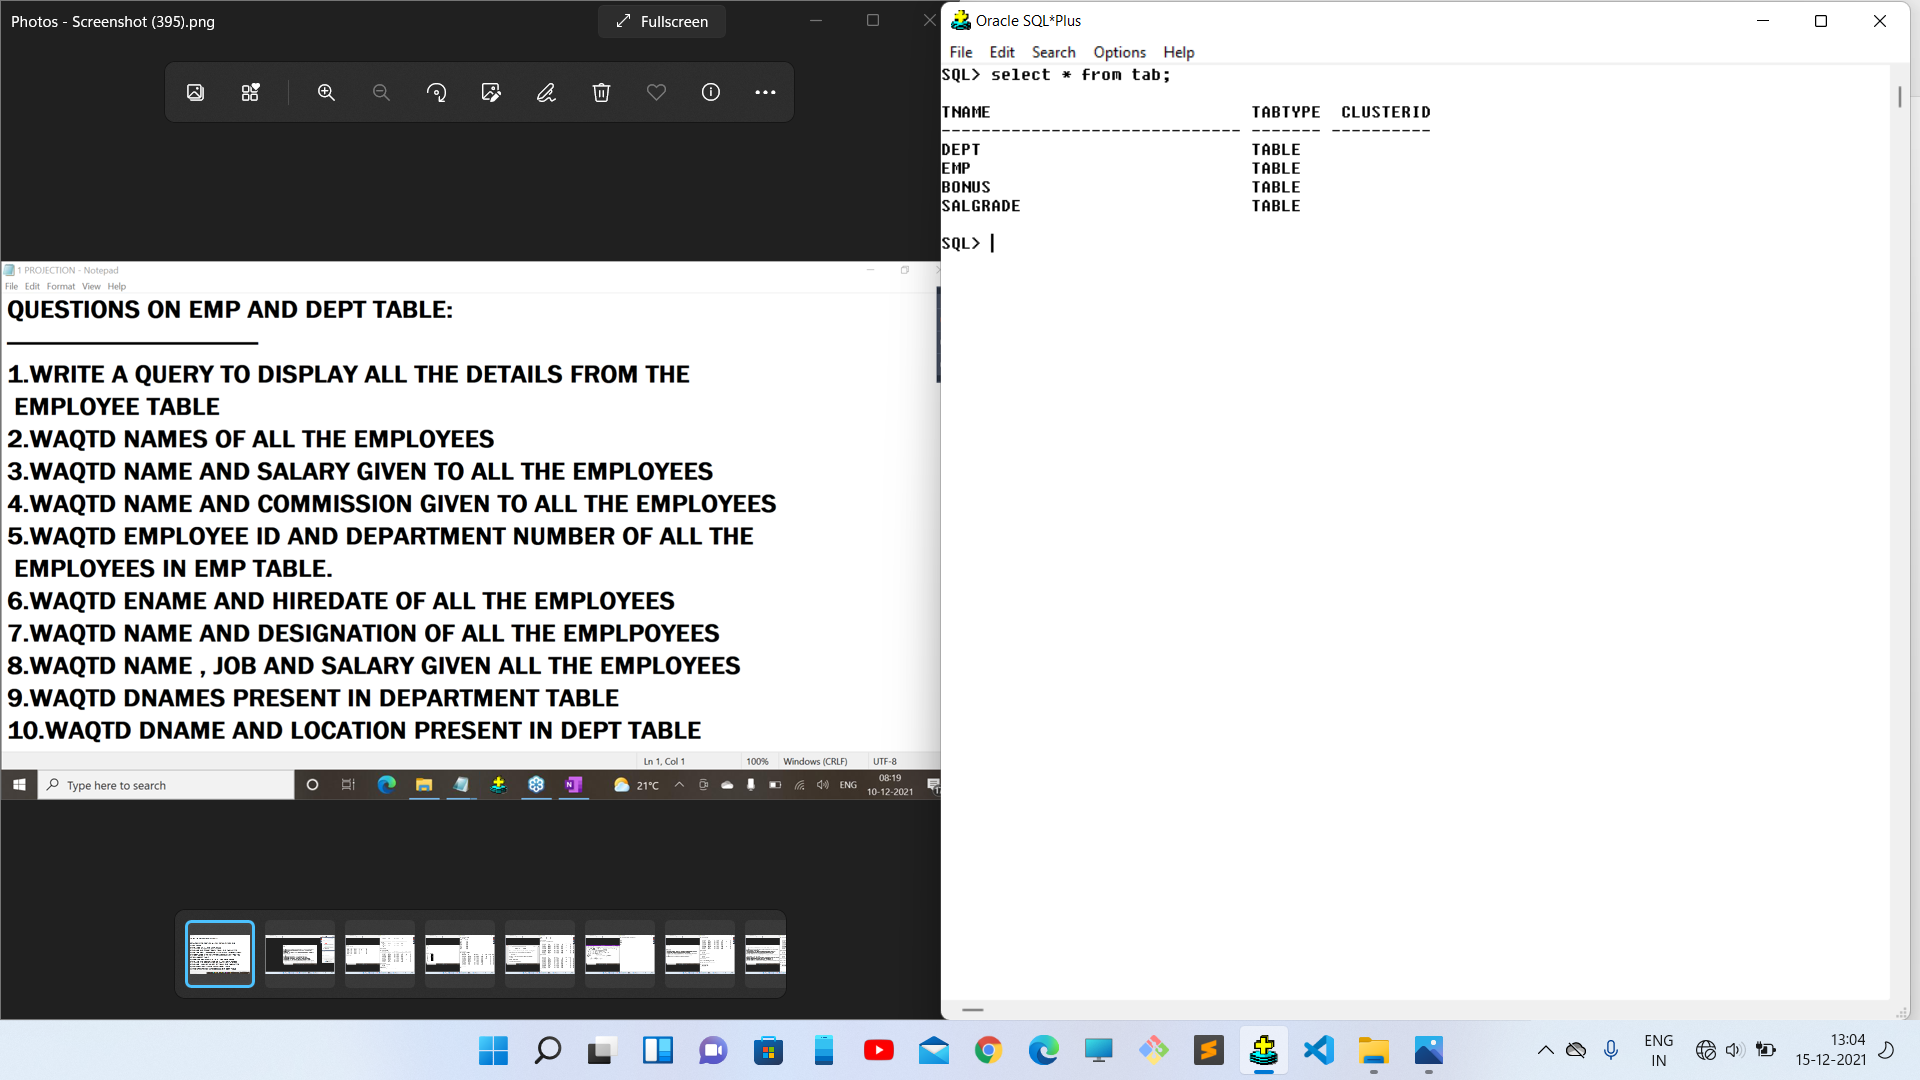 Photos - Screenshot (395).png
Fullscreen
1 PROJECTION - Notepad
File Edit Format View Help
QUESTIONS ON EMP AND DEPT TABLE:
1.WRITE A QUERY TO DISPLAY ALL THE DETAILS FROM THE
EMPLOYEE TABLE
2.WAQTD NAMES OF ALL THE EMPLOYEES
3.WAQTD NAME AND SALARY GIVEN TO ALL THE EMPLOYEES
4.WAQTD NAME AND COMMISSION GIVEN TO ALL THE EMPLOYEES
5.WAQTD EMPLOYEE ID AND DEPARTMENT NUMBER OF ALL THE
EMPLOYEES IN EMP TABLE.
6.WAQTD ENAME AND HIREDATE OF ALL THE EMPLOYEES
7.WAQTD NAME AND DESIGNATION OF ALL THE EMPLPOYEES
8.WAQTD NAME , JOB AND SALARY GIVEN ALL THE EMPLOYEES
9.WAQTD DNAMES PRESENT IN DEPARTMENT TABLE
10.WAQTD DNAME AND LOCATION PRESENT IN DEPT TABLE
Ln 1, Col 1 100% Windows (CRLF) UTF-8
Type here to search
21°C
ENG
08:19
10-12-2021
Oracle SQL*Plus
File Edit Search Options Help
SQL> select * from tab;
TNAME TABTYPE CLUSTERID
------------------------------ ------- ----------
DEPT TABLE
EMP TABLE
BONUS TABLE
SALGRADE TABLE
SQL>
ENG
IN
13:04
15-12-2021